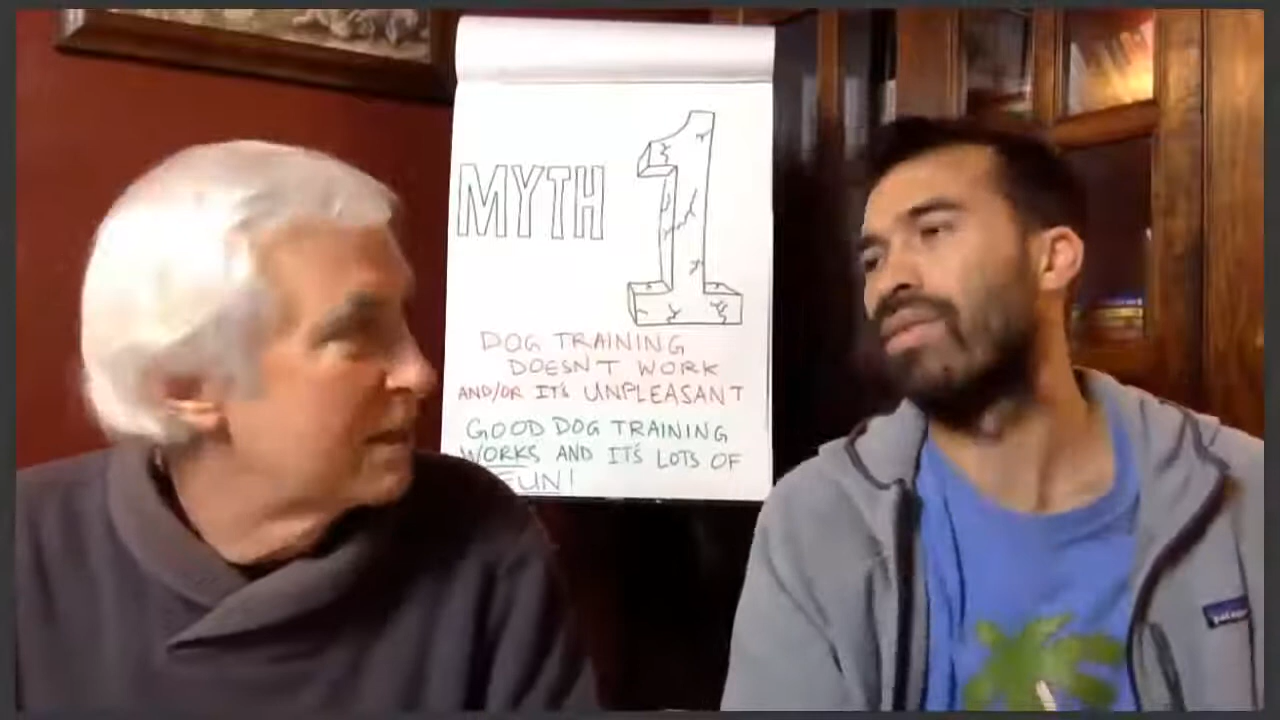 MYTH 1
DOG TRAINING
DOESN'T WORK
AND/OR IT'S UNPLEASANT
GOOD DOG TRAINING
WORKS AND IT'S LOTS OF
FUN!